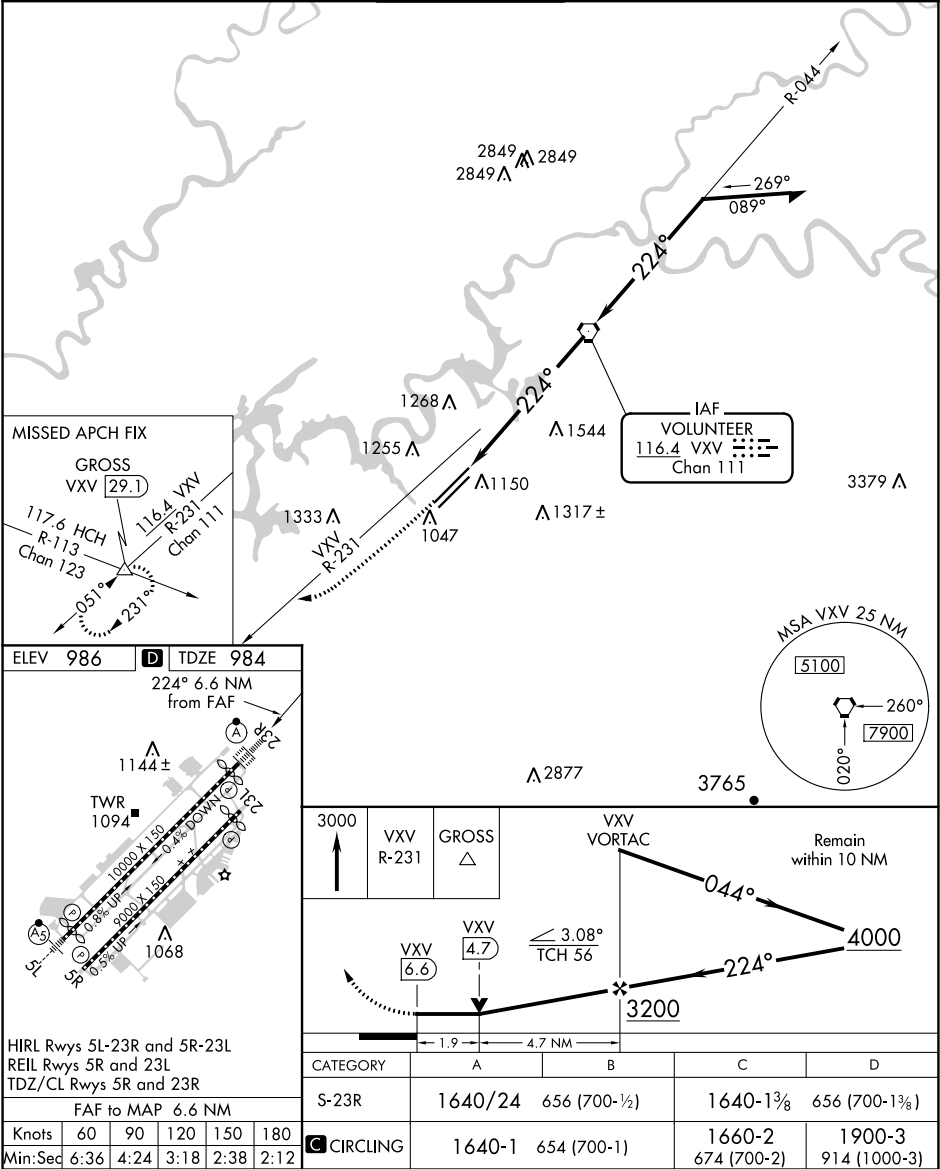 R-044
2849 2849
2849
269°
089°
224°
224°
IAF
VOLUNTEER
116.4 VXV
Chan 111
1268
1255
1544
1150
1333
1317 ±
1047
3379
VXV
R-231
MISSED APCH FIX
GROSS
VXV 29.1
117.6 HCH
R-113
Chan 123
116.4 VXV
R-231
Chan 111
051°
231°
MSA VXV 25 NM
5100
260°
7900
020°
2877
3765
ELEV 986 D TDZE 984
224° 6.6 NM
from FAF
A
23R
1144 ±
TWR
1094
P
23L
P
10000 X 150
0.4% DOWN
0.8% UP
9000 X 150
0.5% UP
P
A5
P
5L
5R
1068
HIRL Rwys 5L-23R and 5R-23L
REIL Rwys 5R and 23L
TDZ/CL Rwys 5R and 23R
FAF to MAP 6.6 NM
Knots 60 90 120 150 180
Min:Sec 6:36 4:24 3:18 2:38 2:12
3000
VXV
R-231
GROSS
VXV
VORTAC
Remain
within 10 NM
044°
4000
224°
3200
3.08°
TCH 56
VXV
4.7
VXV
6.6
1.9 4.7 NM
CATEGORY A B C D
S-23R 1640/24 656 (700-½) 1640-1⅜ 656 (700-1⅜)
C CIRCLING 1640-1 654 (700-1) 1660-2 674 (700-2) 1900-3 914 (1000-3)